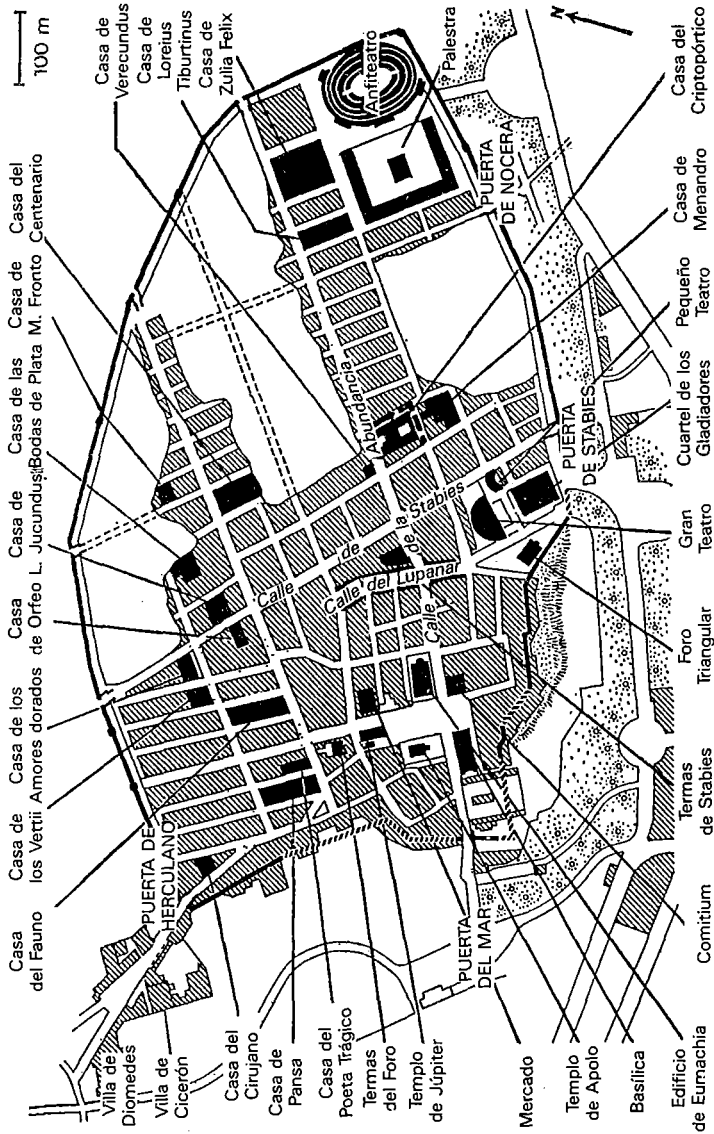 100 m
N
Casa
del Fauno
Casa de
los Vettii
Casa de los
Amores dorados
Casa
de Orfeo
Casa de
L. Jucundus
Casa de las
Bodas de Plata
Casa de
M. Fronto
Casa del
Centenario
Casa de
Verecundus
Casa de
Loreius
Tiburtinus
Casa de
Zulia Felix
Anfiteatro
Palestra
PUERTA
DE NOCERA
PUERTA DE
HERCULANO
Abundancia
Calle de Stabies
Calle del Lupanar
Calle de la
PUERTA
DE STABIES
PUERTA
DEL MAR
Villa de
Diomedes
Villa de
Cicerón
Casa del
Cirujano
Casa de
Pansa
Casa del
Poeta Trágico
Termas
del Foro
Templo
de Júpiter
Mercado
Templo
de Apolo
Basílica
Edificio
de Eumachia
Comitium
Termas
de Stabies
Foro
Triangular
Gran
Teatro
Cuartel de los
Gladiadores
Pequeño
Teatro
Casa de
Menandro
Casa del
Criptopórtico